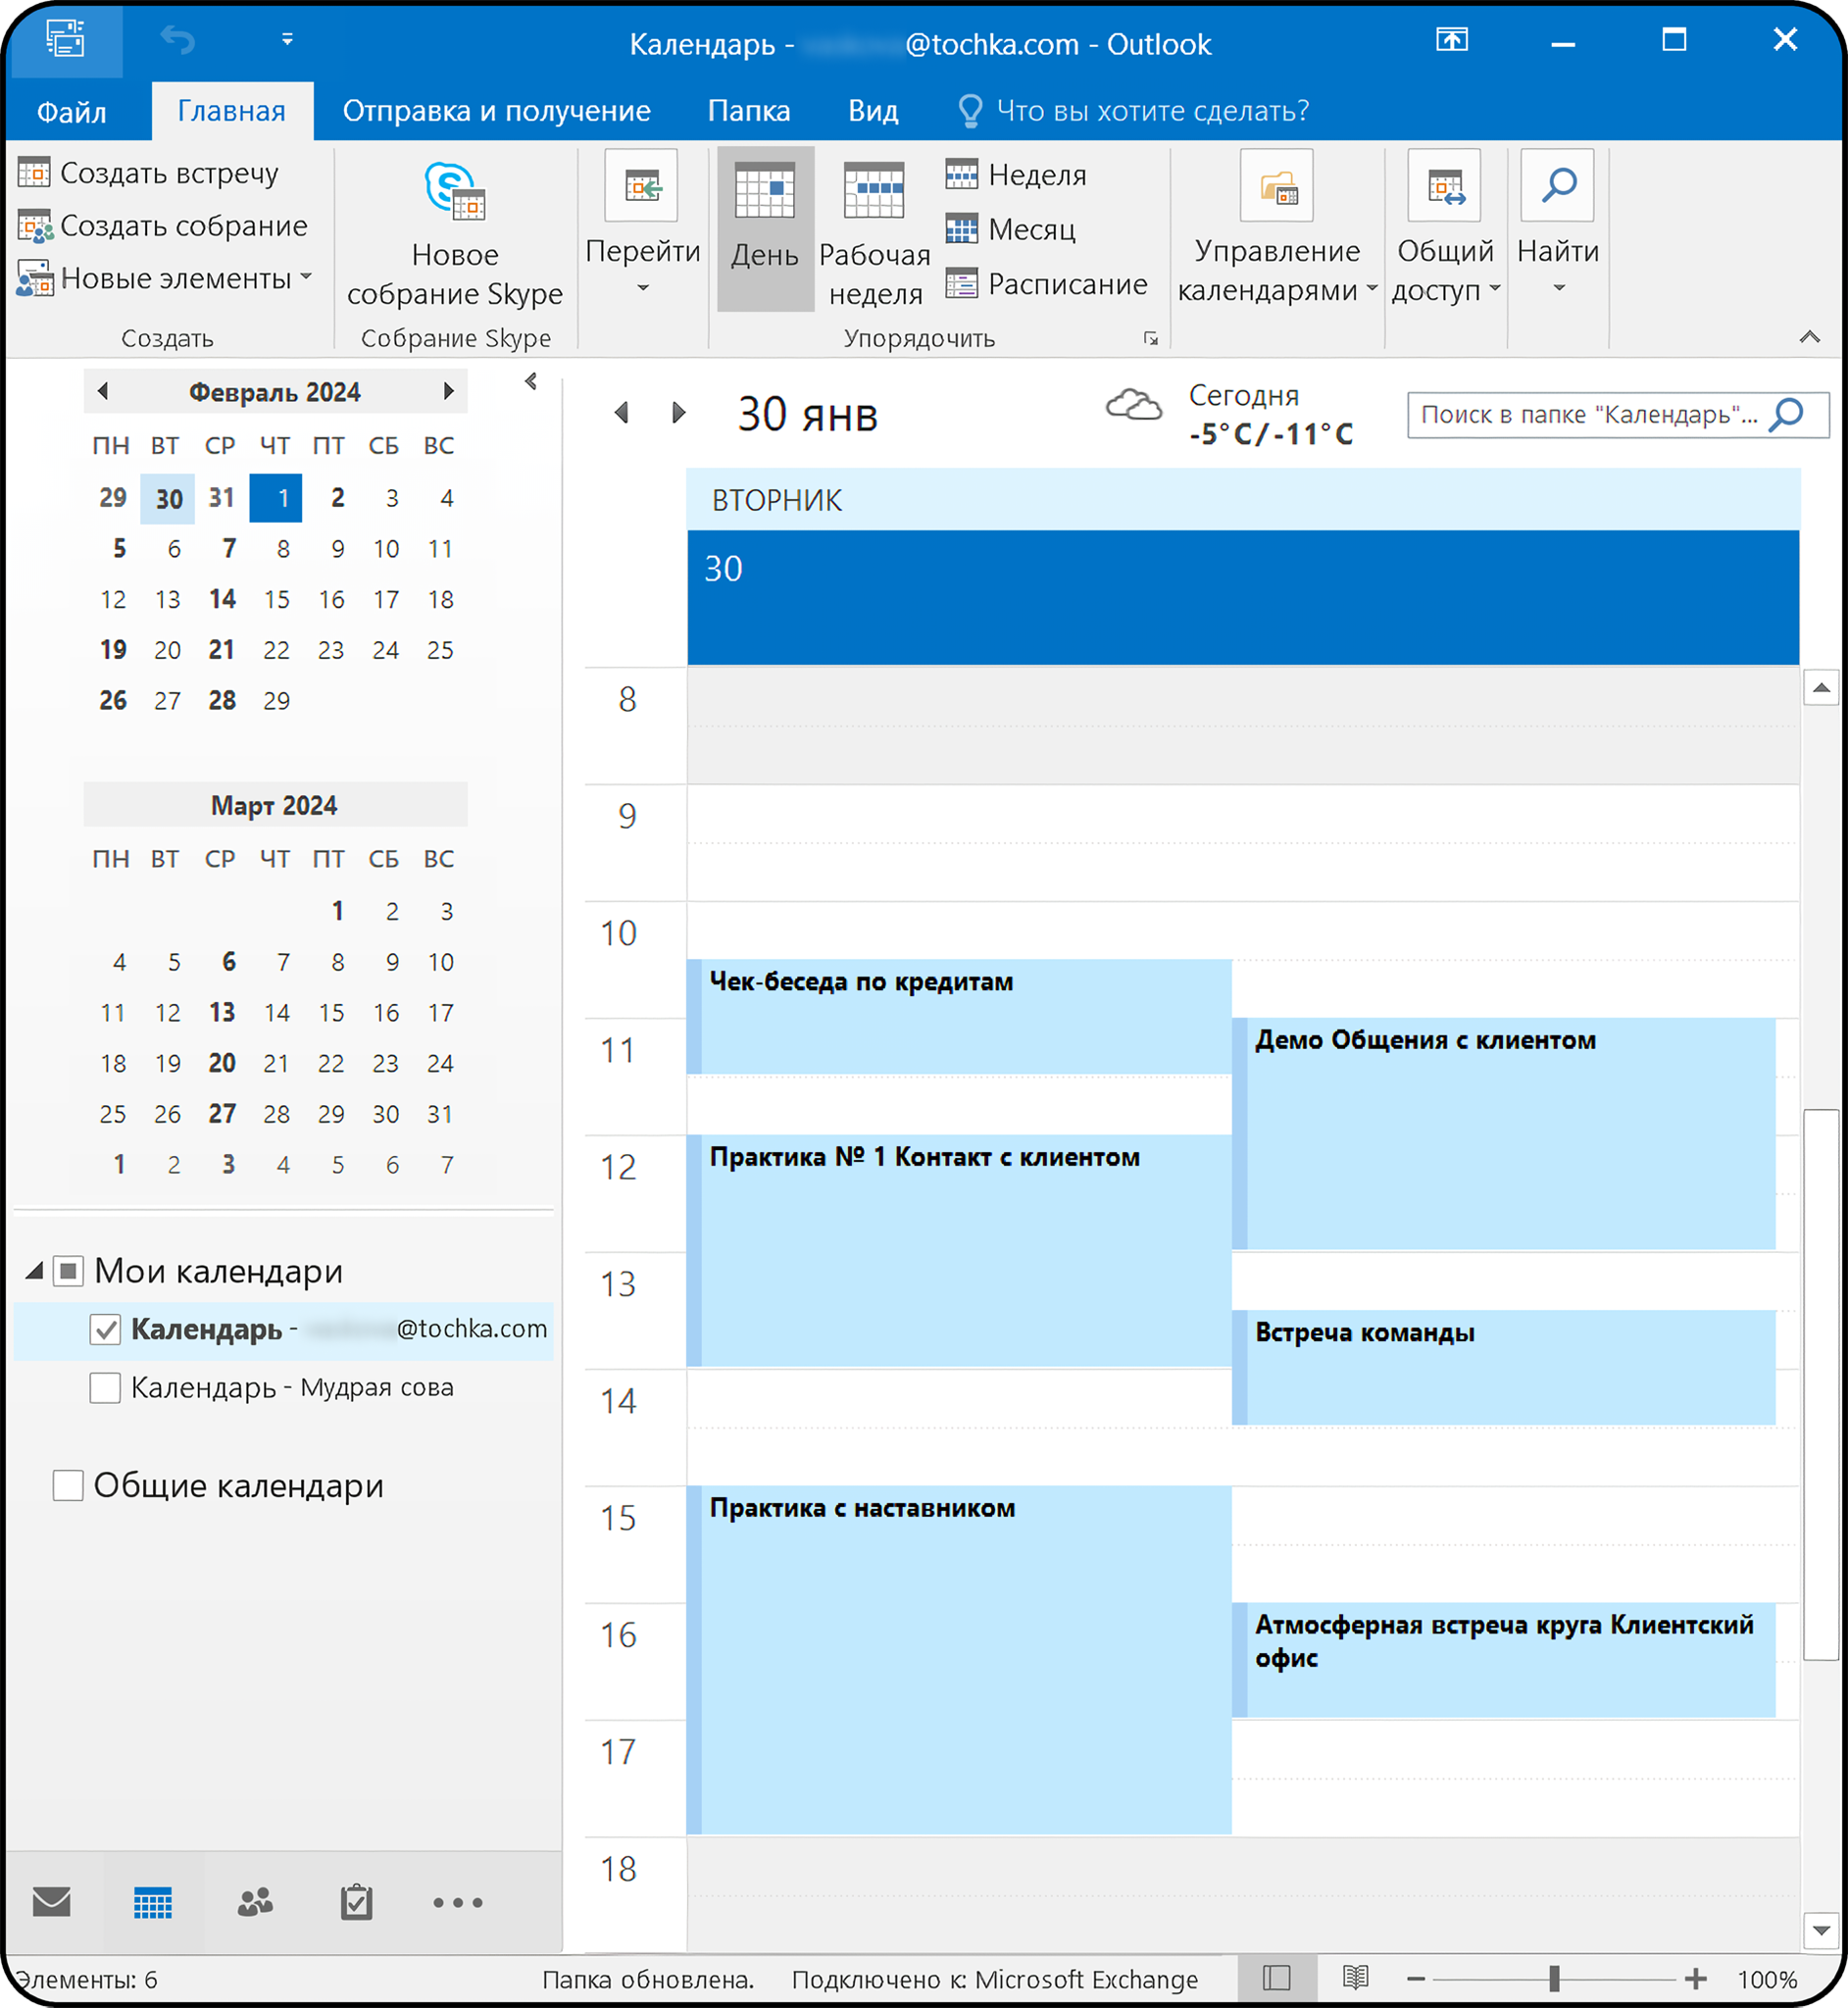 Календарь - @tochka.com - Outlook
Файл
Главная
Отправка и получение
Папка
Вид
Что вы хотите сделать?
Создать встречу
Создать собрание
Новые элементы
Создать
Новое
собрание Skype
Собрание Skype
Перейти
День
Рабочая
неделя
Неделя
Месяц
Расписание
Упорядочить
Управление
календарями
Общий
доступ
Найти
Февраль 2024
ПН ВТ СР ЧТ ПТ СБ ВС
29 30 31 1 2 3 4
5 6 7 8 9 10 11
12 13 14 15 16 17 18
19 20 21 22 23 24 25
26 27 28 29
Март 2024
ПН ВТ СР ЧТ ПТ СБ ВС
1 2 3
4 5 6 7 8 9 10
11 12 13 14 15 16 17
18 19 20 21 22 23 24
25 26 27 28 29 30 31
1 2 3 4 5 6 7
Мои календари
Календарь - @tochka.com
Календарь - Мудрая сова
Общие календари
30 янв
Сегодня
-5°C/-11°C
Поиск в папке "Календарь"...
ВТОРНИК
30
8
9
10
Чек-беседа по кредитам
11
Демо Общения с клиентом
12
Практика № 1 Контакт с клиентом
13
Встреча команды
14
15
Практика с наставником
16
Атмосферная встреча круга Клиентский
офис
17
18
Элементы: 6
Папка обновлена.
Подключено к: Microsoft Exchange
100%